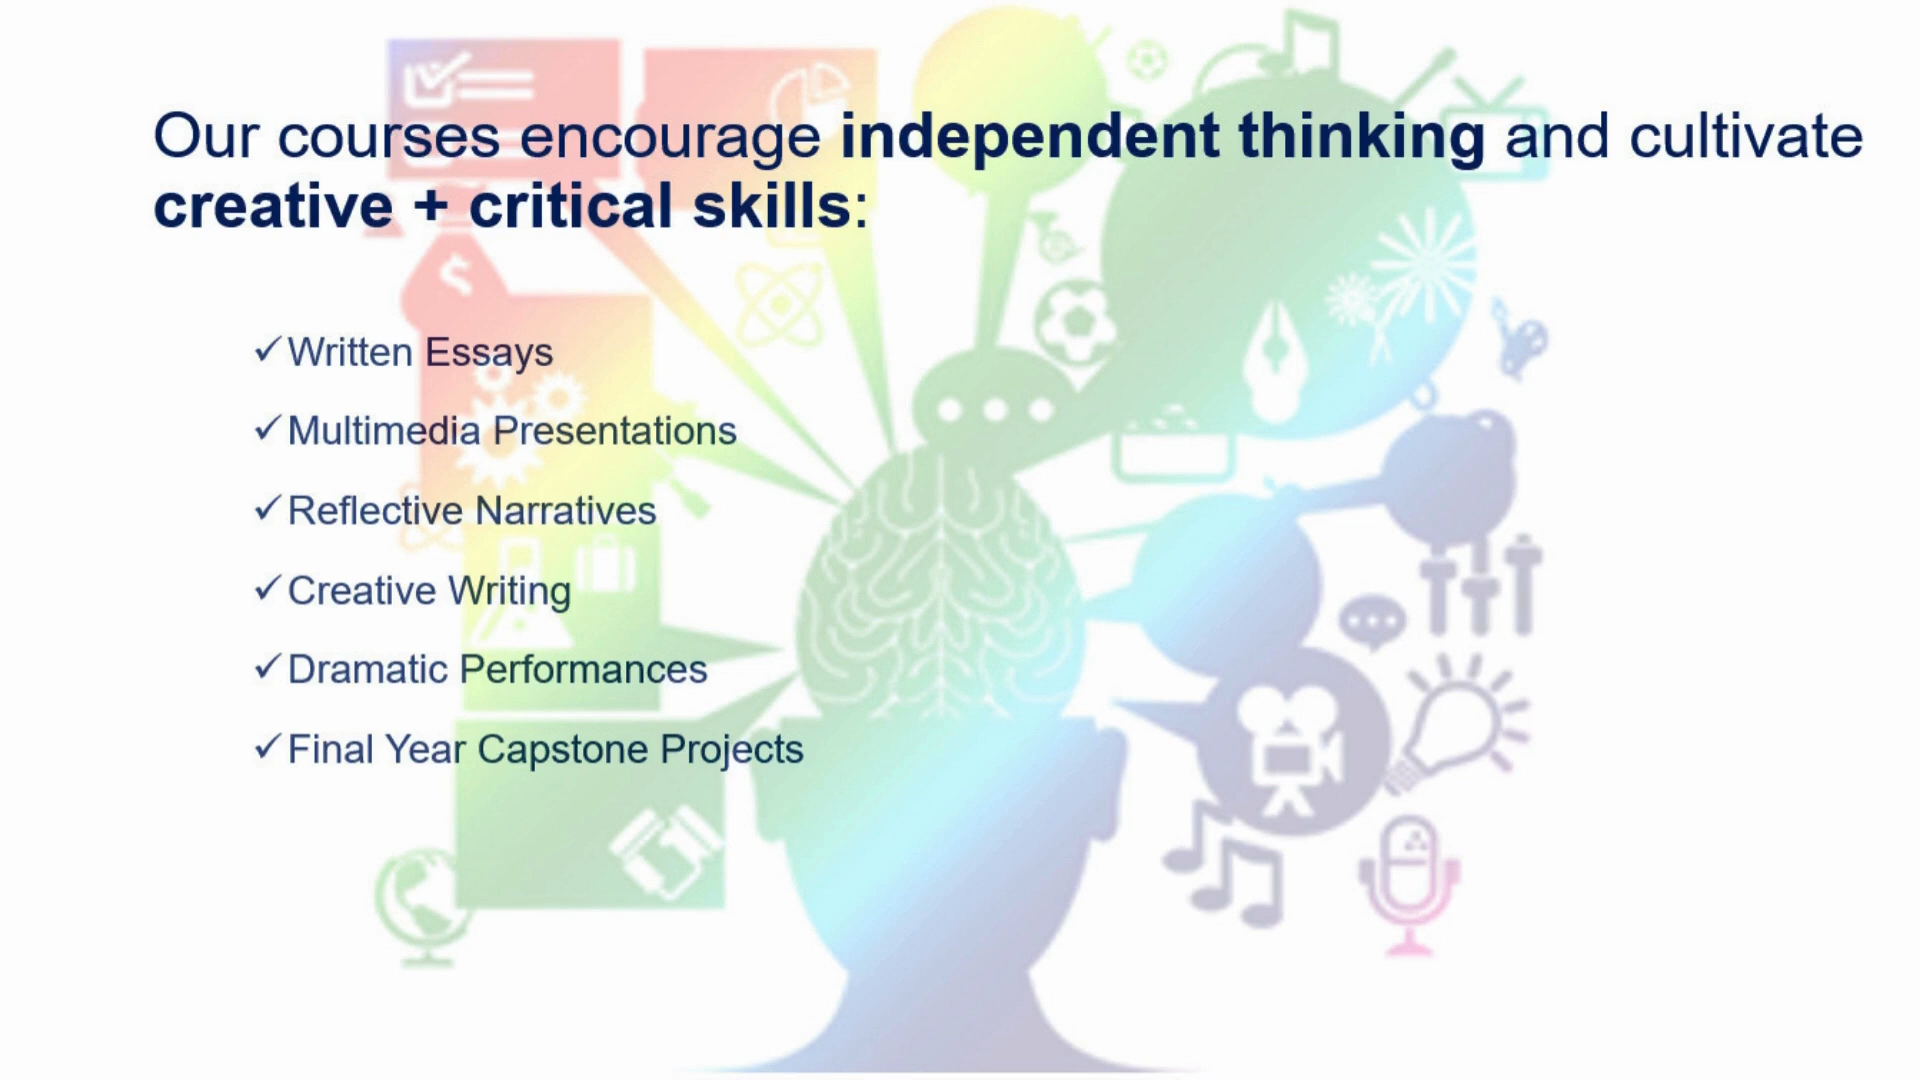 Our courses encourage independent thinking and cultivate
creative + critical skills:
✓Written Essays
✓Multimedia Presentations
✓Reflective Narratives
✓Creative Writing
✓Dramatic Performances
✓Final Year Capstone Projects